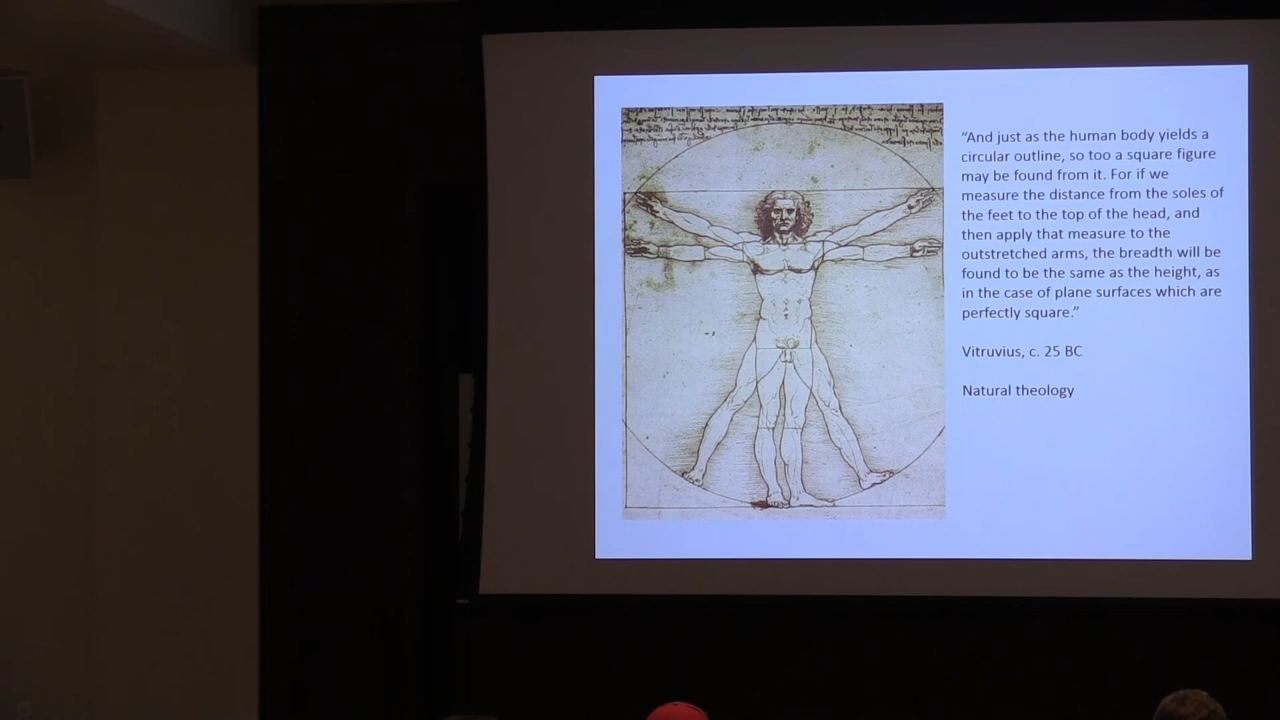 “And just as the human body yields a
circular outline, so too a square figure
may be found from it. For if we
measure the distance from the soles of
the feet to the top of the head, and
then apply that measure to the
outstretched arms, the breadth will be
found to be the same as the height, as
in the case of plane surfaces which are
perfectly square.”
Vitruvius, c. 25 BC
Natural theology